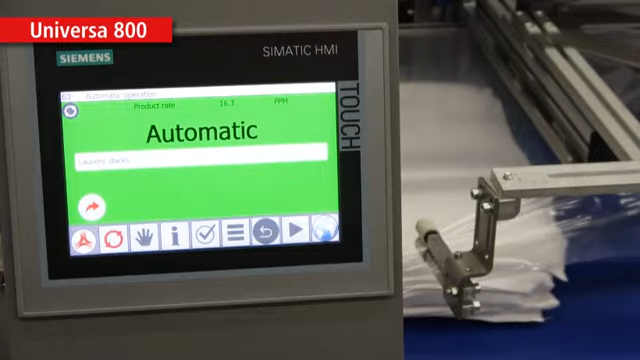 Universa 800
SIEMENS
SIMATIC HMI
TOUCH
Automatic operation
Product rate 16.3 PPM
Automatic
Laundry stacks